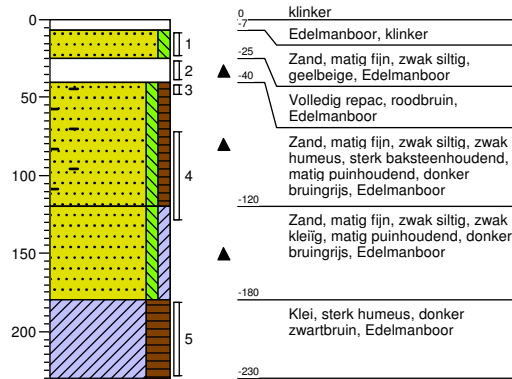 0
50
100
150
200
1
2
3
4
5
0
klinker
-7
Edelmanboor, klinker
-25
Zand, matig fijn, zwak siltig,
geelbeige, Edelmanboor
-40
Volledig repac, roodbruin,
Edelmanboor
Zand, matig fijn, zwak siltig, zwak
humeus, sterk baksteenhoudend,
matig puinhoudend, donker
bruingrijs, Edelmanboor
-120
Zand, matig fijn, zwak siltig, zwak
kleiïg, matig puinhoudend, donker
bruingrijs, Edelmanboor
-180
Klei, sterk humeus, donker
zwartbruin, Edelmanboor
-230